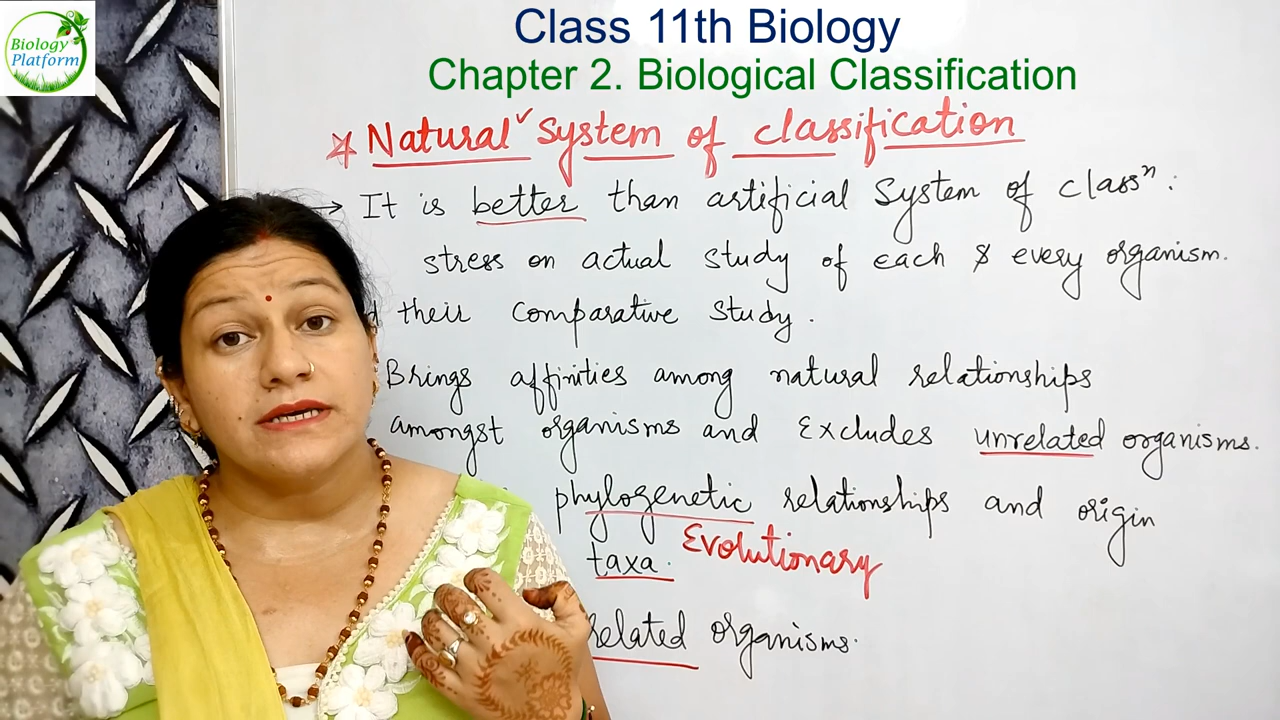 Biology
Platform
Class 11th Biology
Chapter 2. Biological Classification
Natural System of classification
→ It is better than artificial System of classⁿ.
stress on actual study of each & every organism.
their comparative study.
Brings affinities among natural relationships
amongst organisms and Excludes unrelated organisms.
phylogenetic relationships and origin
taxa. Evolutionary
related organisms.